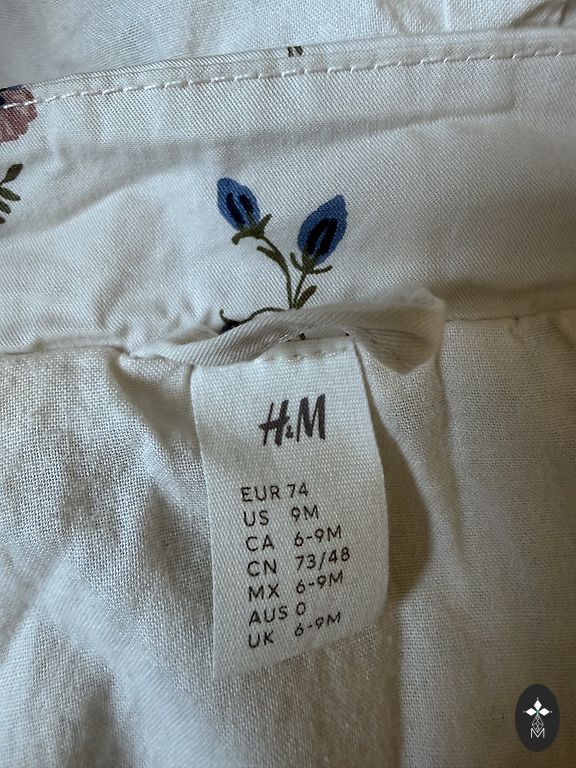 H&M
EUR 74
US 9M
CA 6-9M
CN 73/48
MX 6-9M
AUS 0
UK 6-9M